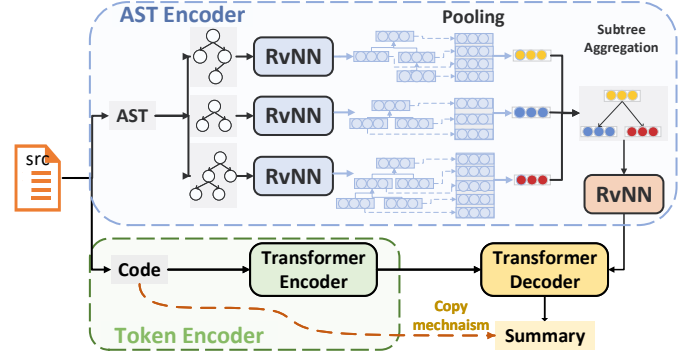 AST Encoder
Pooling
Subtree
Aggregation
RvNN
AST
RvNN
RvNN
src
RvNN
Code
Transformer
Encoder
Transformer
Decoder
Copy
mechnaism
Token Encoder
Summary